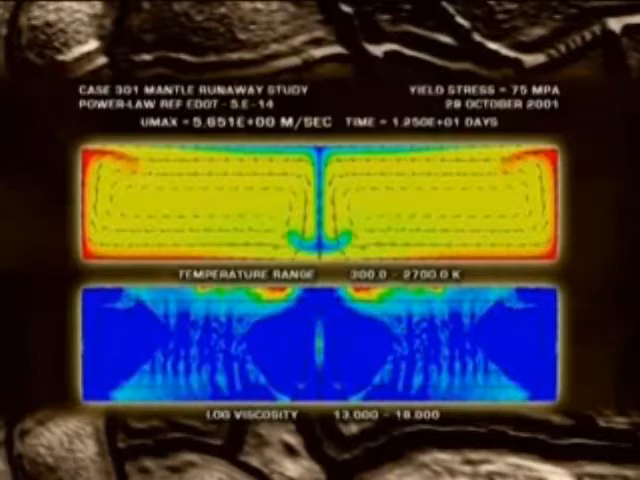 CASE 301 MANTLE RUNAWAY STUDY YIELD STRESS = 75 MPA
POWER-LAW REF EDOT - 5.E-14 29 OCTOBER 2001
UMAX = 5.651E+00 M/SEC TIME = 1.250E+01 DAYS
TEMPERATURE RANGE 300.0 - 2700.0 K
LOG VISCOSITY 13.000 - 18.000